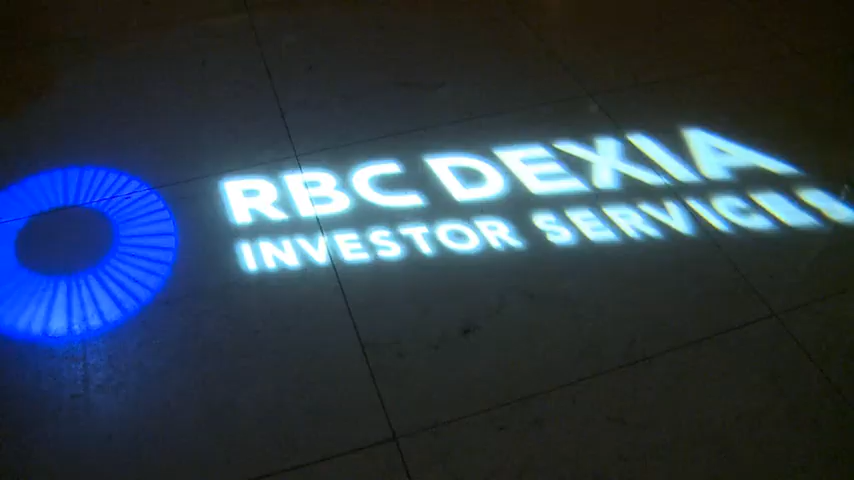 RBC DEXIA
INVESTOR SERVICES